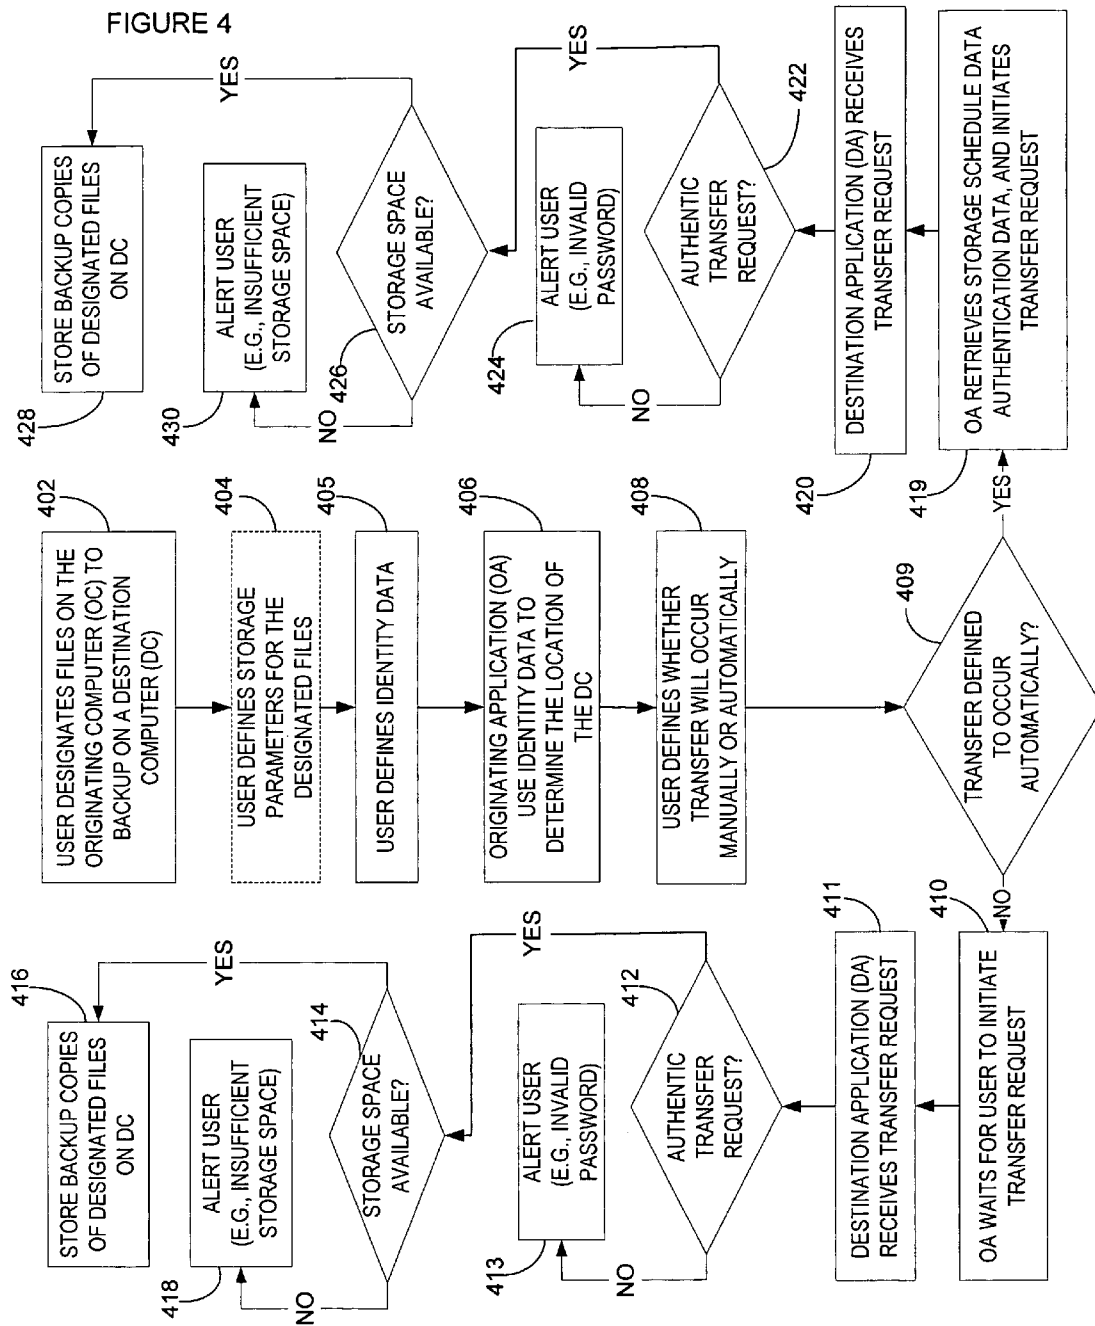 FIGURE 4
402
USER DESIGNATES FILES ON THE
ORIGINATING COMPUTER (OC) TO
BACKUP ON A DESTINATION
COMPUTER (DC)
404
USER DEFINES STORAGE
PARAMETERS FOR THE
DESIGNATED FILES
405
USER DEFINES IDENTITY DATA
406
ORIGINATING APPLICATION (OA)
USE IDENTITY DATA TO
DETERMINE THE LOCATION OF
THE DC
408
USER DEFINES WHETHER
TRANSFER WILL OCCUR
MANUALLY OR AUTOMATICALLY
409
TRANSFER DEFINED
TO OCCUR
AUTOMATICALLY?
NO
YES
410
OA WAITS FOR USER TO INITIATE
TRANSFER REQUEST
411
DESTINATION APPLICATION (DA)
RECEIVES TRANSFER REQUEST
412
AUTHENTIC
TRANSFER
REQUEST?
NO
YES
413
ALERT USER
(E.G., INVALID
PASSWORD)
414
STORAGE SPACE
AVAILABLE?
NO
YES
418
ALERT USER
(E.G., INSUFFICIENT
STORAGE SPACE)
416
STORE BACKUP COPIES
OF DESIGNATED FILES
ON DC
419
OA RETRIEVES STORAGE SCHEDULE DATA
AUTHENTICATION DATA, AND INITIATES
TRANSFER REQUEST
420
DESTINATION APPLICATION (DA) RECEIVES
TRANSFER REQUEST
422
AUTHENTIC
TRANSFER
REQUEST?
NO
YES
424
ALERT USER
(E.G., INVALID
PASSWORD)
426
STORAGE SPACE
AVAILABLE?
NO
YES
430
ALERT USER
(E.G., INSUFFICIENT
STORAGE SPACE)
428
STORE BACKUP COPIES
OF DESIGNATED FILES
ON DC